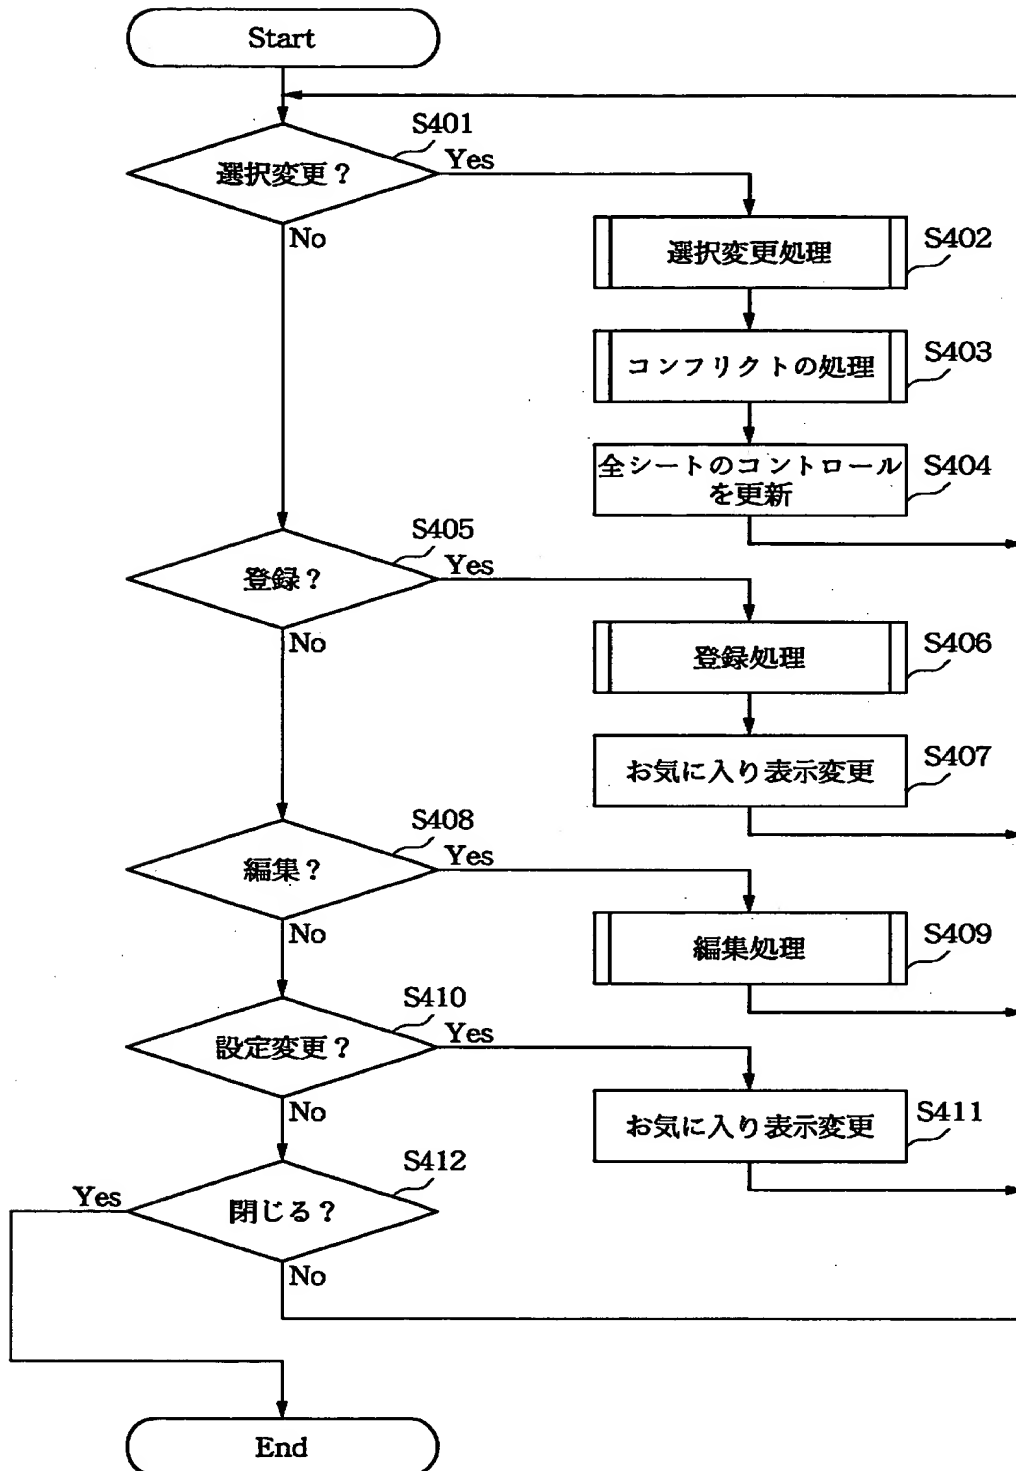 Start
S401
選択変更？
Yes
No
選択変更処理
S402
コンフリクトの処理
S403
全シートのコントロール
を更新
S404
S405
登録？
Yes
No
登録処理
S406
お気に入り表示変更
S407
S408
編集？
Yes
No
編集処理
S409
S410
設定変更？
Yes
No
お気に入り表示変更
S411
S412
Yes
閉じる？
No
End